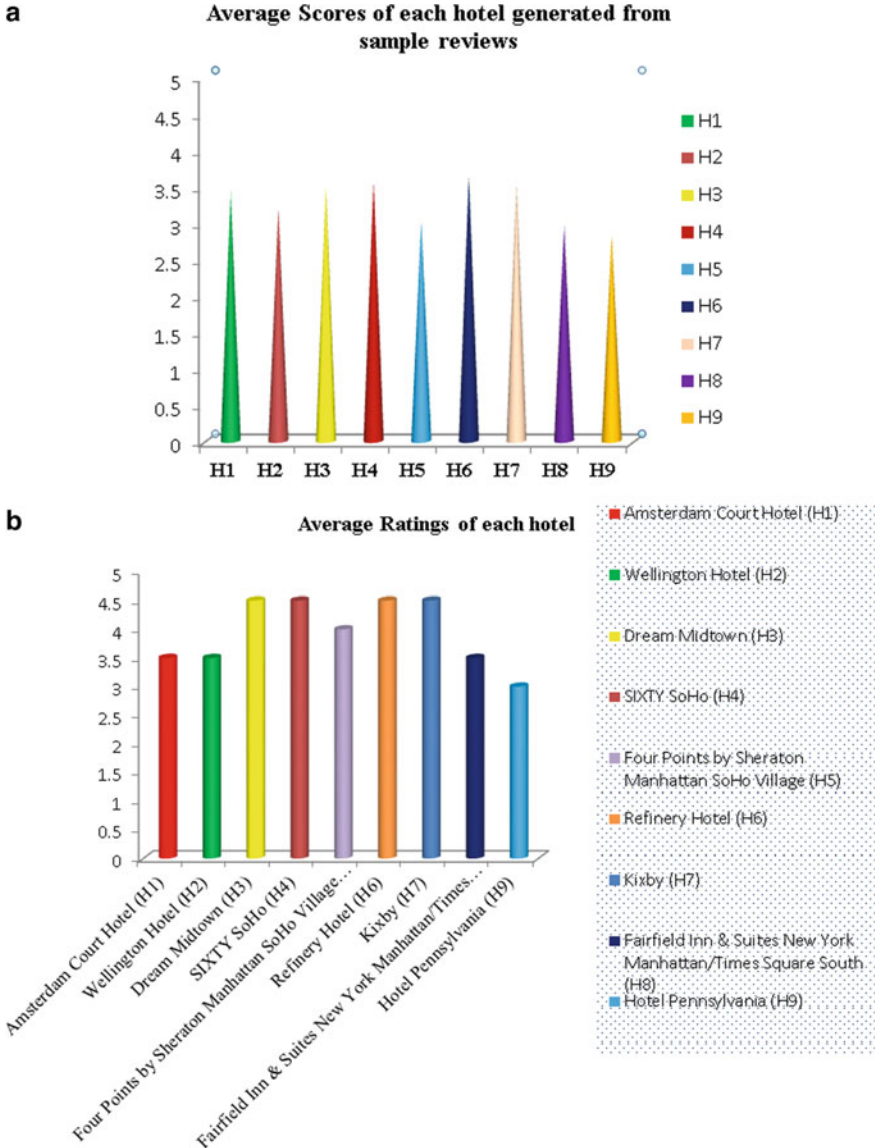 a
Average Scores of each hotel generated from
sample reviews
5
4.5
4
3.5
3
2.5
2
1.5
1
0.5
0
H1 H2 H3 H4 H5 H6 H7 H8 H9
H1
H2
H3
H4
H5
H6
H7
H8
H9
b
Average Ratings of each hotel
5
4.5
4
3.5
3
2.5
2
1.5
1
0.5
0
Amsterdam Court Hotel (H1)
Wellington Hotel (H2)
Dream Midtown (H3)
SIXTY SoHo (H4)
Four Points by Sheraton Manhattan SoHo Village...
Refinery Hotel (H6)
Kixby (H7)
Fairfield Inn & Suites New York Manhattan/Times...
Hotel Pennsylvania (H9)
Amsterdam Court Hotel (H1)
Wellington Hotel (H2)
Dream Midtown (H3)
SIXTY SoHo (H4)
Four Points by Sheraton
Manhattan SoHo Village (H5)
Refinery Hotel (H6)
Kixby (H7)
Fairfield Inn & Suites New York
Manhattan/Times Square South
(H8)
Hotel Pennsylvania (H9)